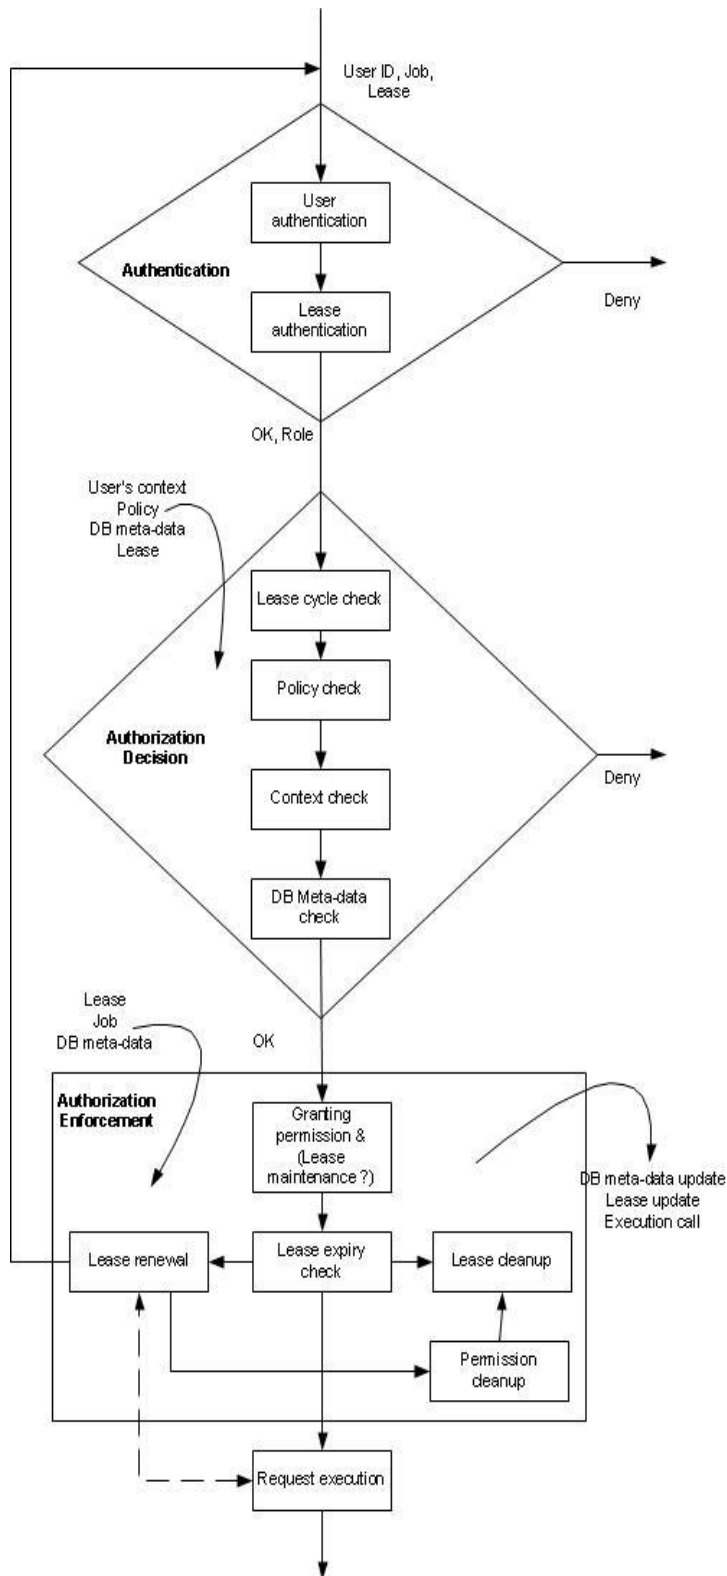 User ID, Job,
Lease
User
authentication
Authentication
Lease
authentication
Deny
OK, Role
User's context
Policy
DB meta-data
Lease
Lease cycle check
Policy check
Authorization
Decision
Context check
Deny
DB Meta-data
check
Lease
Job
DB meta-data
OK
Authorization
Enforcement
Granting
permission &
(Lease
maintenance ?)
DB meta-data update
Lease update
Execution call
Lease renewal
Lease expiry
check
Lease cleanup
Permission
cleanup
Request execution